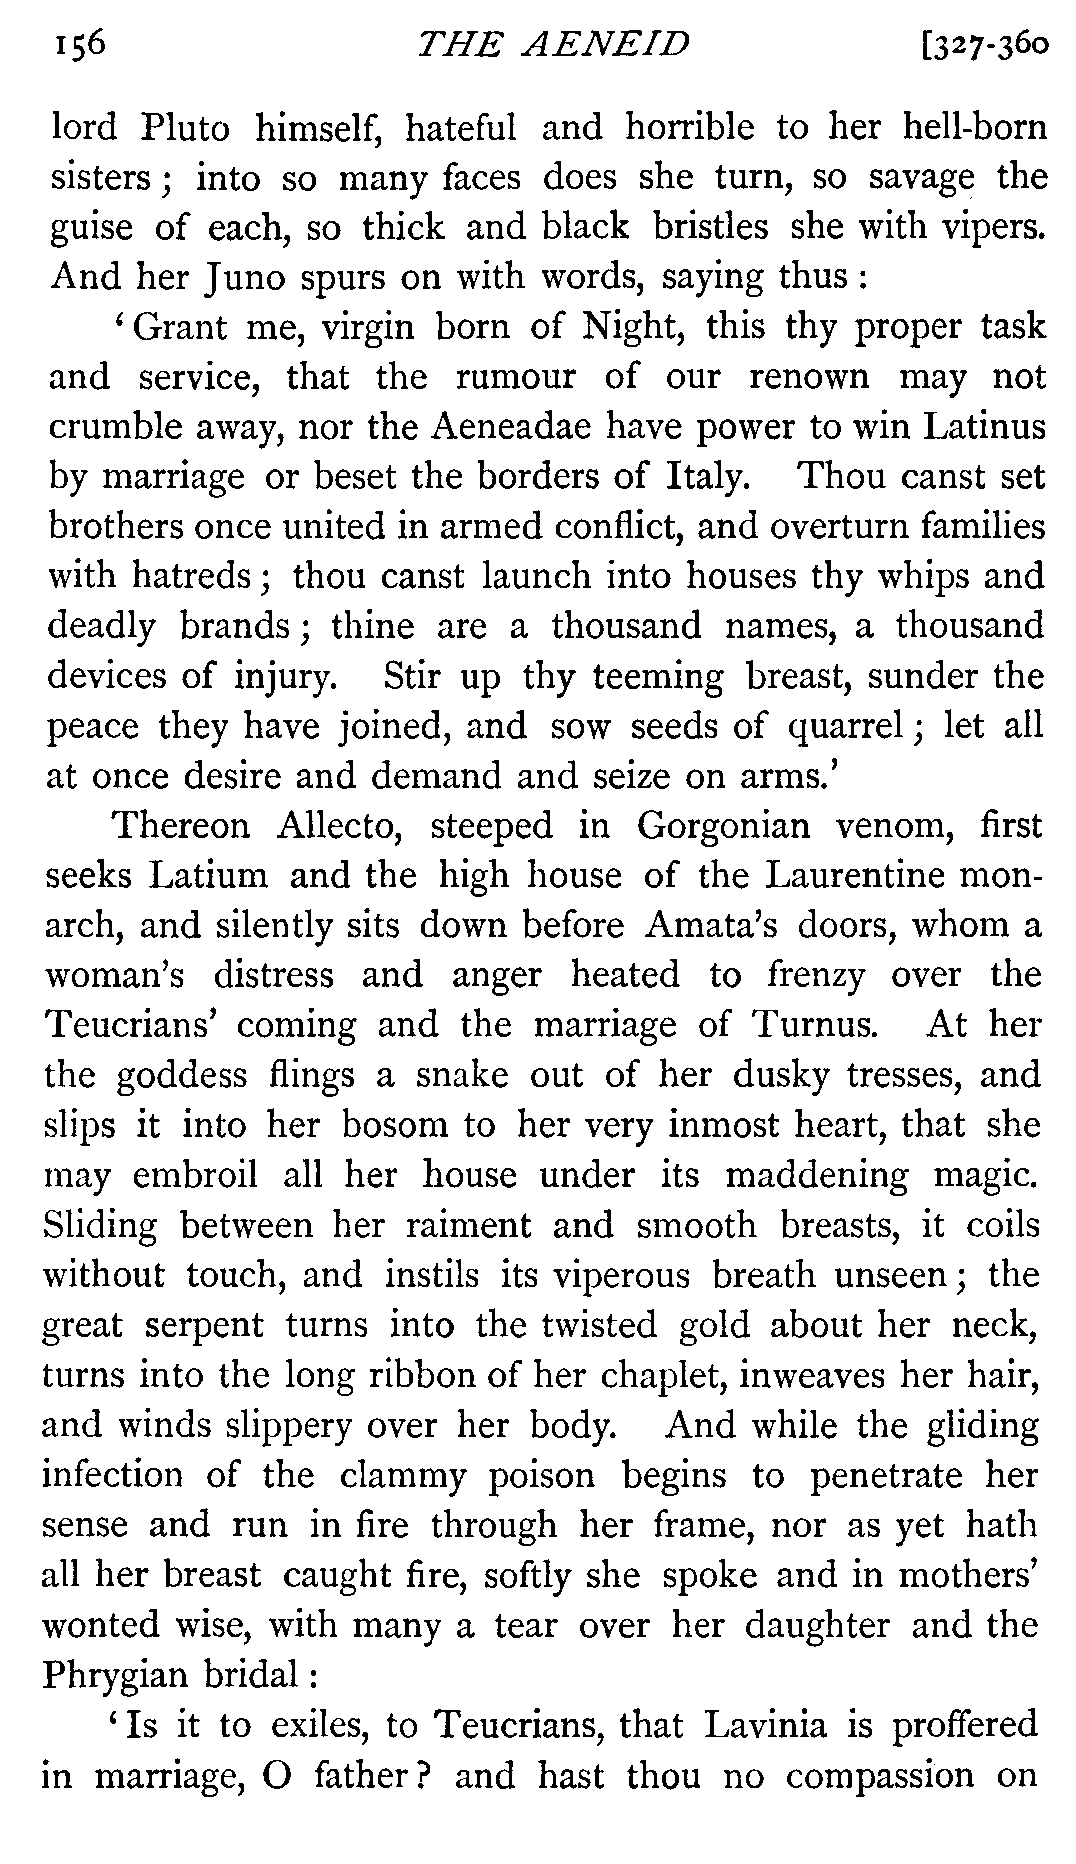 156 THE AENEID [327-360
lord Pluto himself, hateful and horrible to her hell-born
sisters ; into so many faces does she turn, so savage the
guise of each, so thick and black bristles she with vipers.
And her Juno spurs on with words, saying thus :
‘ Grant me, virgin born of Night, this thy proper task
and service, that the rumour of our renown may not
crumble away, nor the Aeneadae have power to win Latinus
by marriage or beset the borders of Italy. Thou canst set
brothers once united in armed conflict, and overturn families
with hatreds ; thou canst launch into houses thy whips and
deadly brands ; thine are a thousand names, a thousand
devices of injury. Stir up thy teeming breast, sunder the
peace they have joined, and sow seeds of quarrel ; let all
at once desire and demand and seize on arms.’
Thereon Allecto, steeped in Gorgonian venom, first
seeks Latium and the high house of the Laurentine mon-
arch, and silently sits down before Amata’s doors, whom a
woman’s distress and anger heated to frenzy over the
Teucrians’ coming and the marriage of Turnus. At her
the goddess flings a snake out of her dusky tresses, and
slips it into her bosom to her very inmost heart, that she
may embroil all her house under its maddening magic.
Sliding between her raiment and smooth breasts, it coils
without touch, and instils its viperous breath unseen ; the
great serpent turns into the twisted gold about her neck,
turns into the long ribbon of her chaplet, inweaves her hair,
and winds slippery over her body. And while the gliding
infection of the clammy poison begins to penetrate her
sense and run in fire through her frame, nor as yet hath
all her breast caught fire, softly she spoke and in mothers’
wonted wise, with many a tear over her daughter and the
Phrygian bridal :
‘ Is it to exiles, to Teucrians, that Lavinia is proffered
in marriage, O father ? and hast thou no compassion on